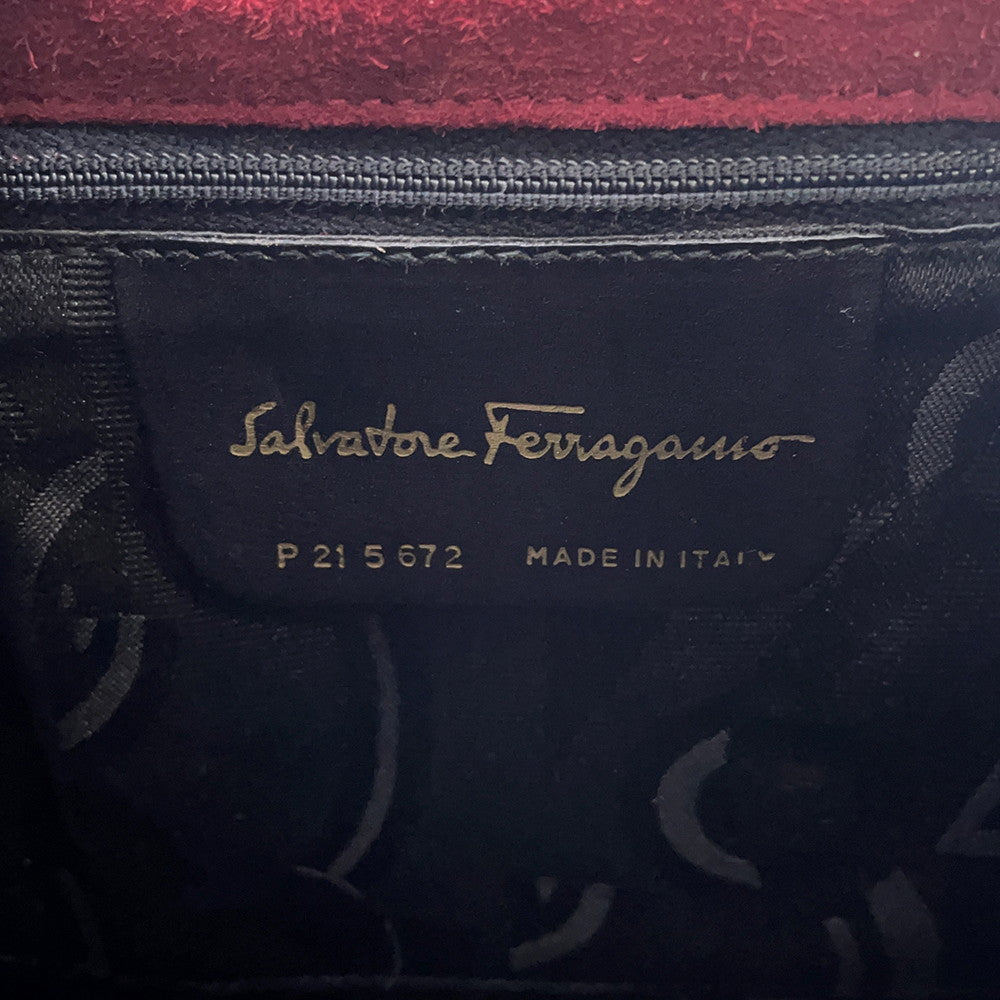 Salvatore Ferragamo
P 21 5 672 MADE IN ITALY